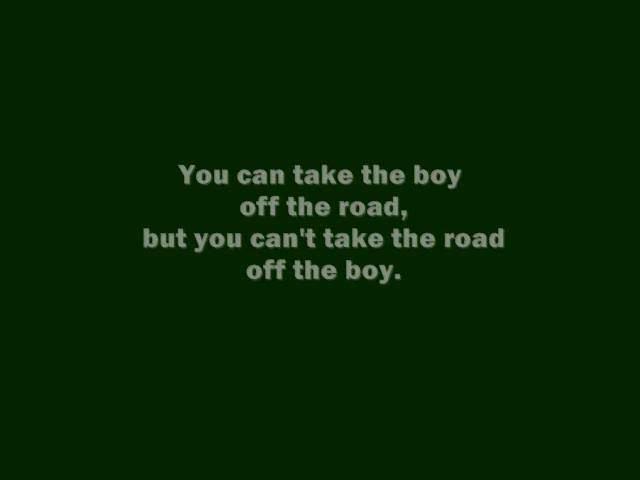 You can take the boy
off the road,
but you can't take the road
off the boy.